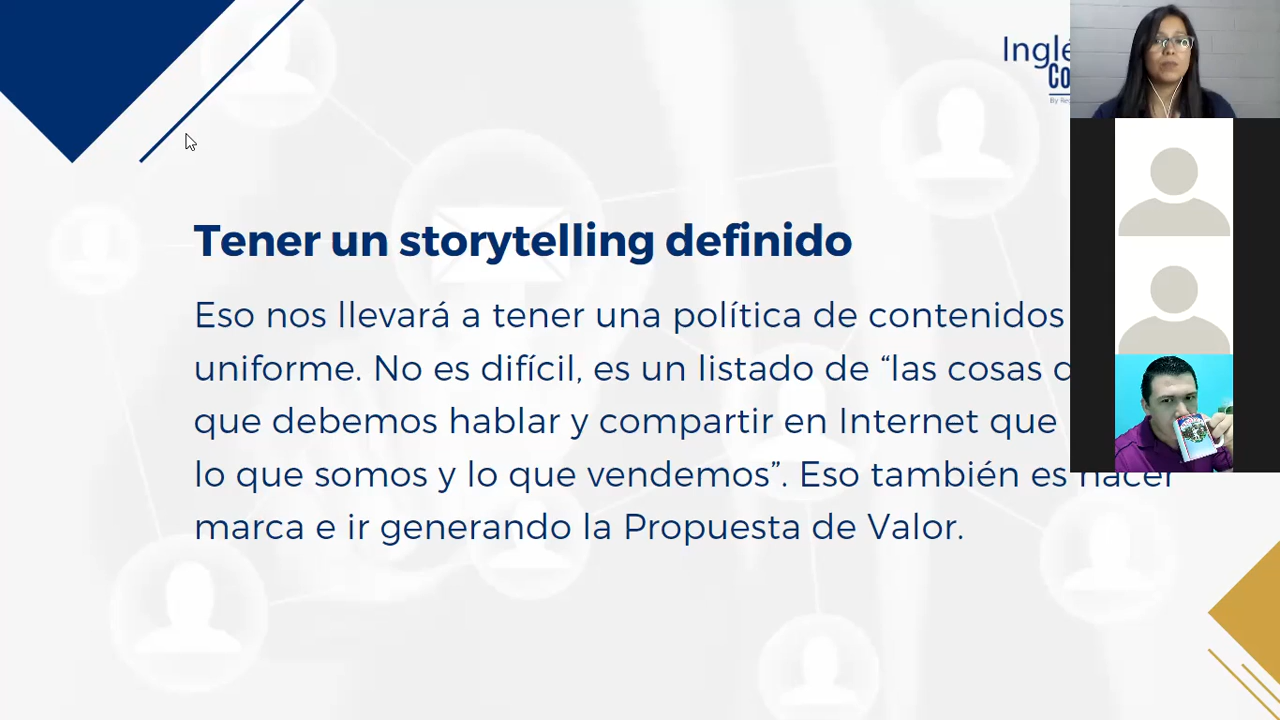 Tener un storytelling definido
Eso nos llevará a tener una política de contenidos
uniforme. No es difícil, es un listado de “las cosas
que debemos hablar y compartir en Internet que
lo que somos y lo que vendemos”. Eso también es hacer
marca e ir generando la Propuesta de Valor.